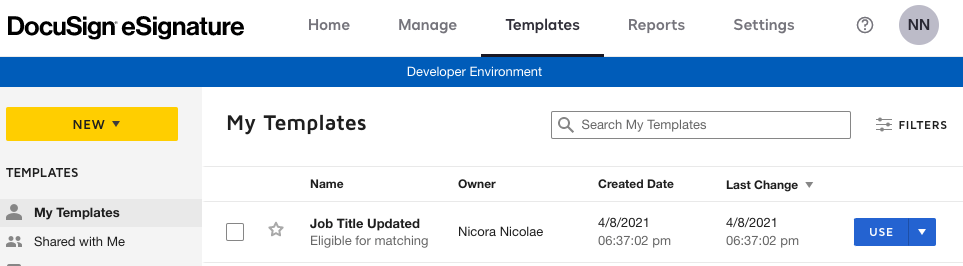 DocuSign eSignature
Home Manage Templates Reports Settings
NN
Developer Environment
NEW
My Templates
Search My Templates
FILTERS
TEMPLATES
My Templates
Shared with Me
Name Owner Created Date Last Change
Job Title Updated
Eligible for matching
Nicora Nicolae
4/8/2021
06:37:02 pm
4/8/2021
06:37:02 pm
USE